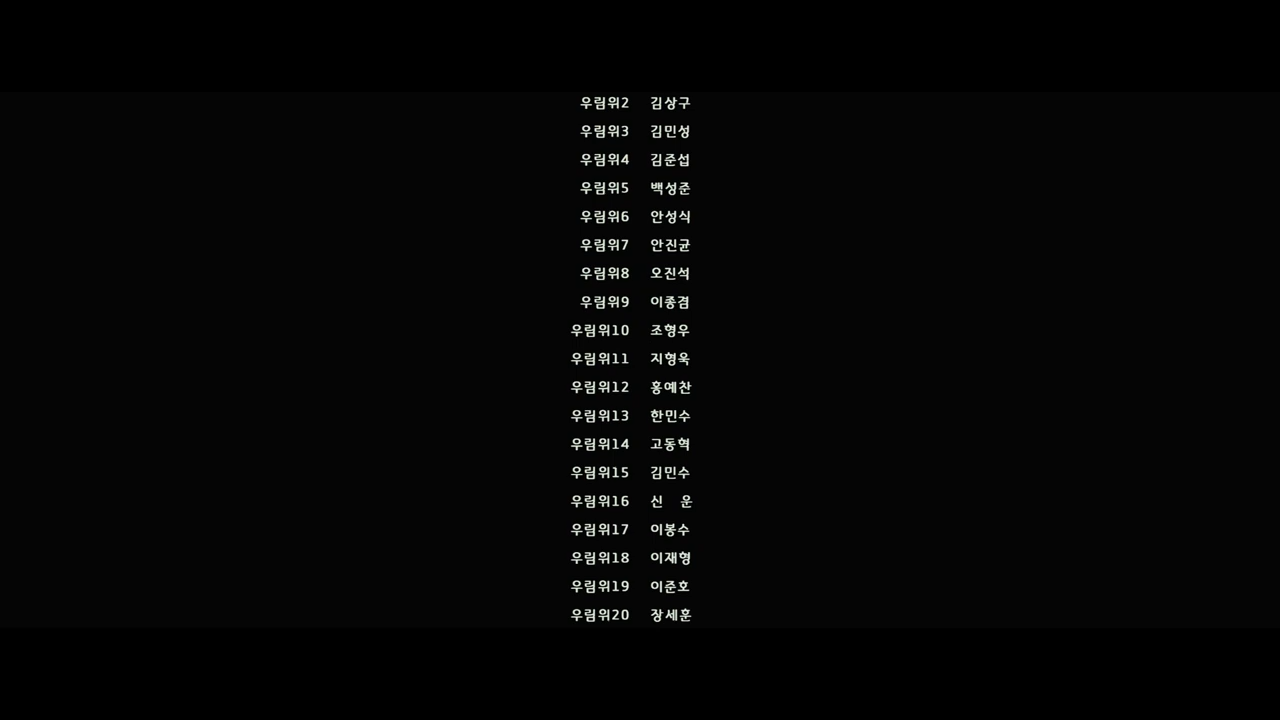 우림위2 김상구
우림위3 김민성
우림위4 김준섭
우림위5 백성준
우림위6 안성식
우림위7 안진균
우림위8 오진석
우림위9 이종겸
우림위10 조형우
우림위11 지형욱
우림위12 홍예찬
우림위13 한민수
우림위14 고동혁
우림위15 김민수
우림위16 신 운
우림위17 이봉수
우림위18 이재형
우림위19 이준호
우림위20 장세훈